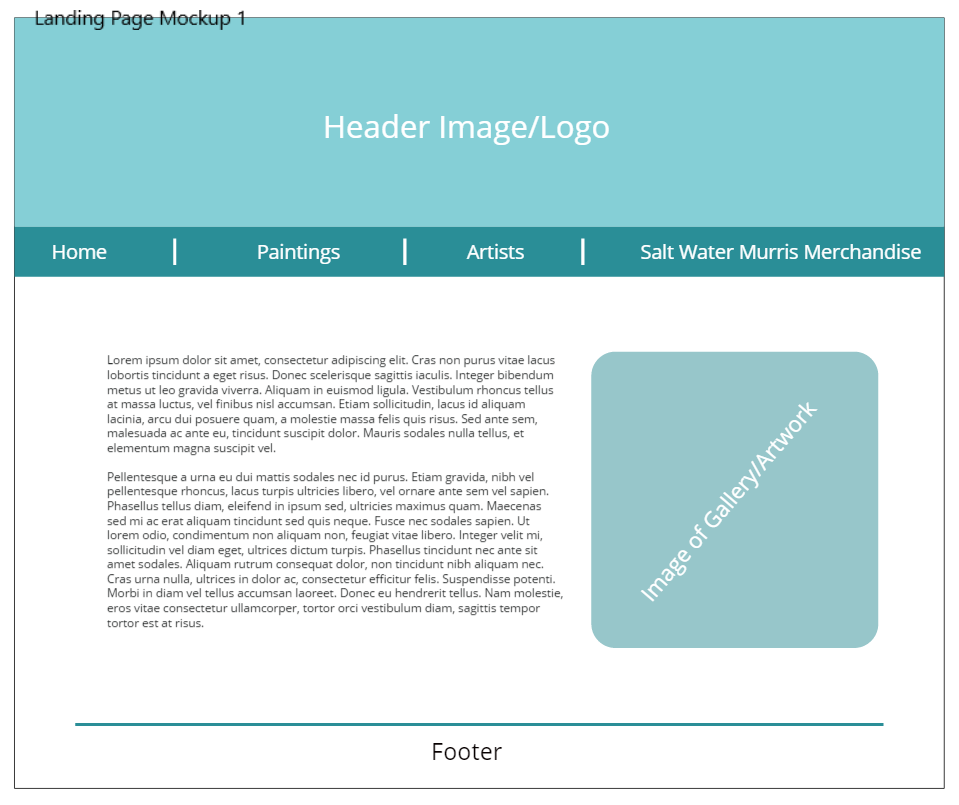 Landing Page Mockup 1
Header Image/Logo
Home | Paintings | Artists | Salt Water Murris Merchandise
Lorem ipsum dolor sit amet, consectetur adipiscing elit. Cras non purus vitae lacus
lobortis tincidunt a eget risus. Donec scelerisque sagittis iaculis. Integer bibendum
metus ut leo gravida viverra. Aliquam in euismod ligula. Vestibulum rhoncus tellus
at massa luctus, vel finibus nisl accumsan. Etiam sollicitudin, lacus id aliquam
lacinia, arcu dui posuere quam, a molestie massa felis quis risus. Sed ante sem,
malesuada ac ante eu, tincidunt suscipit dolor. Mauris sodales nulla tellus, et
elementum magna suscipit vel.
Pellentesque a urna eu dui mattis sodales nec id purus. Etiam gravida, nibh vel
pellentesque rhoncus, lacus turpis ultricies libero, vel ornare ante sem vel sapien.
Phasellus tellus diam, eleifend in ipsum sed, ultricies maximus quam. Maecenas
sed mi ac erat aliquam tincidunt sed quis neque. Fusce nec sodales sapien. Ut
lorem odio, condimentum non aliquam non, feugiat vitae libero. Integer velit mi,
sollicitudin vel diam eget, ultrices dictum turpis. Phasellus tincidunt nec ante sit
amet sodales. Aliquam rutrum consequat dolor, non tincidunt nibh aliquam nec.
Cras urna nulla, ultrices in dolor ac, consectetur efficitur felis. Suspendisse potenti.
Morbi in diam vel tellus accumsan laoreet. Donec eu hendrerit tellus. Nam molestie,
eros vitae consectetur ullamcorper, tortor orci vestibulum diam, sagittis tempor
tortor est at risus.
Image of Gallery/Artwork
Footer